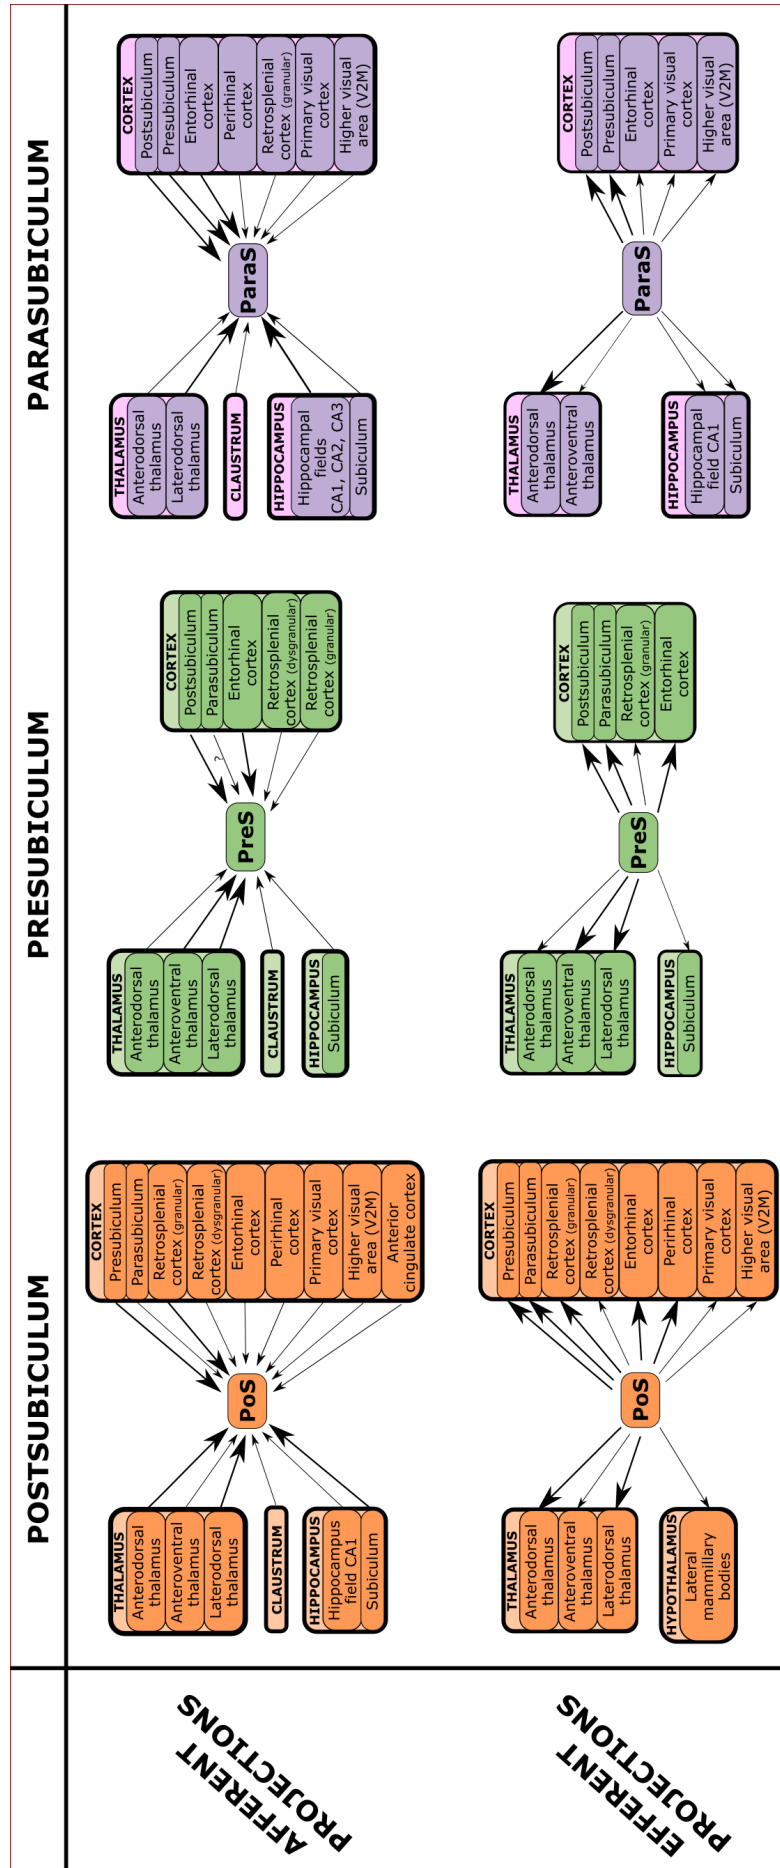 POSTSUBICULUM
PRESUBICULUM
PARASUBICULUM
AFFERENT
PROJECTIONS
THALAMUS
Anterodorsal
thalamus
Anteroventral
thalamus
Laterodorsal
thalamus
CLAUSTRUM
HIPPOCAMPUS
Hippocampus
field CA1
Subiculum
PoS
CORTEX
Presubiculum
Parasubiculum
Retrosplenial
cortex (granular)
Retrosplenial
cortex (dysgranular)
Entorhinal
cortex
Perirhinal
cortex
Primary visual
cortex
Higher visual
area (V2M)
Anterior
cingulate cortex
THALAMUS
Anterodorsal
thalamus
Anteroventral
thalamus
Laterodorsal
thalamus
CLAUSTRUM
HIPPOCAMPUS
Subiculum
PreS
?
CORTEX
Postsubiculum
Parasubiculum
Entorhinal
cortex
Retrosplenial
cortex (dysgranular)
Retrosplenial
cortex (granular)
THALAMUS
Anterodorsal
thalamus
Laterodorsal
thalamus
CLAUSTRUM
HIPPOCAMPUS
Hippocampal
fields
CA1, CA2, CA3
Subiculum
ParaS
CORTEX
Postsubiculum
Presubiculum
Entorhinal
cortex
Perirhinal
cortex
Retrosplenial
cortex (granular)
Primary visual
cortex
Higher visual
area (V2M)
EFFERENT
PROJECTIONS
THALAMUS
Anterodorsal
thalamus
Anteroventral
thalamus
Laterodorsal
thalamus
HYPOTHALAMUS
Lateral
mammillary
bodies
PoS
CORTEX
Presubiculum
Parasubiculum
Retrosplenial
cortex (granular)
Retrosplenial
cortex (dysgranular)
Entorhinal
cortex
Perirhinal
cortex
Primary visual
cortex
Higher visual
area (V2M)
THALAMUS
Anterodorsal
thalamus
Anteroventral
thalamus
Laterodorsal
thalamus
HIPPOCAMPUS
Subiculum
PreS
CORTEX
Postsubiculum
Parasubiculum
Retrosplenial
cortex (granular)
Entorhinal
cortex
THALAMUS
Anterodorsal
thalamus
Anteroventral
thalamus
HIPPOCAMPUS
Hippocampal
field CA1
Subiculum
ParaS
CORTEX
Postsubiculum
Presubiculum
Entorhinal
cortex
Primary visual
cortex
Higher visual
area (V2M)